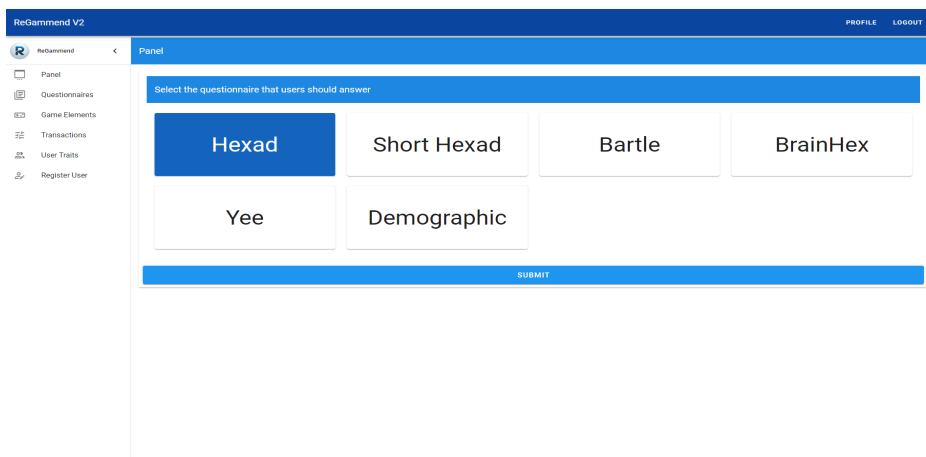 ReGammend V2
PROFILE LOGOUT
ReGammend
Panel
Questionnaires
Game Elements
Transactions
User Traits
Register User
Panel
Select the questionnaire that users should answer
Hexad Short Hexad Bartle BrainHex
Yee Demographic
SUBMIT